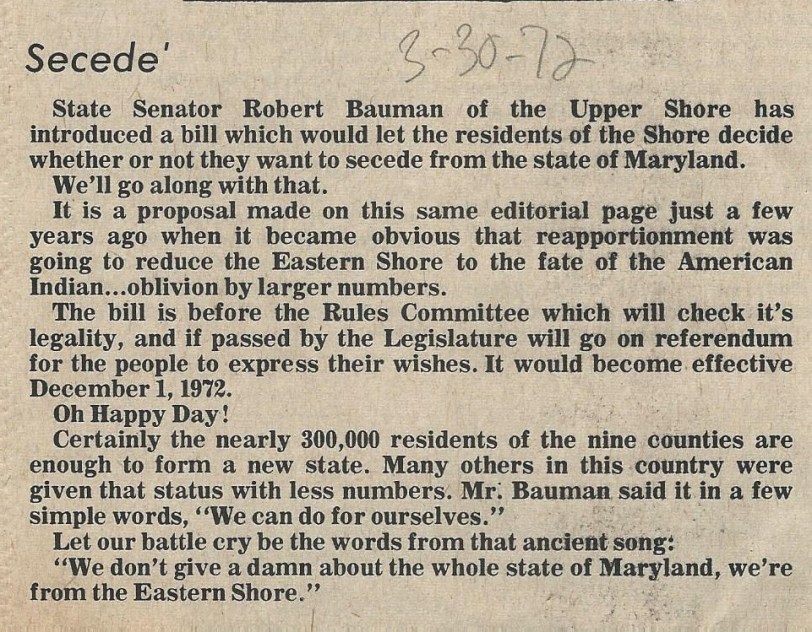 Secede'
3-30-72
State Senator Robert Bauman of the Upper Shore has
introduced a bill which would let the residents of the Shore decide
whether or not they want to secede from the state of Maryland.
We'll go along with that.
It is a proposal made on this same editorial page just a few
years ago when it became obvious that reapportionment was
going to reduce the Eastern Shore to the fate of the American
Indian...oblivion by larger numbers.
The bill is before the Rules Committee which will check it's
legality, and if passed by the Legislature will go on referendum
for the people to express their wishes. It would become effective
December 1, 1972.
Oh Happy Day!
Certainly the nearly 300,000 residents of the nine counties are
enough to form a new state. Many others in this country were
given that status with less numbers. Mr. Bauman said it in a few
simple words, "We can do for ourselves."
Let our battle cry be the words from that ancient song:
"We don't give a damn about the whole state of Maryland, we're
from the Eastern Shore."